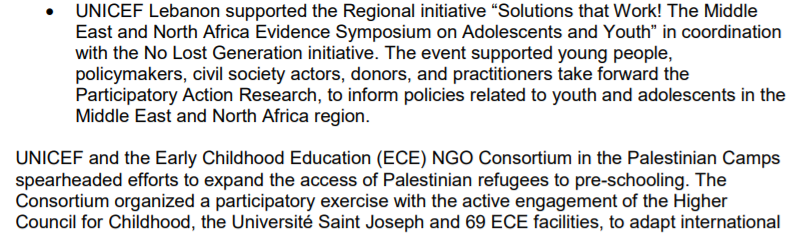 • UNICEF Lebanon supported the Regional initiative “Solutions that Work! The Middle
East and North Africa Evidence Symposium on Adolescents and Youth” in coordination
with the No Lost Generation initiative. The event supported young people,
policymakers, civil society actors, donors, and practitioners take forward the
Participatory Action Research, to inform policies related to youth and adolescents in the
Middle East and North Africa region.
UNICEF and the Early Childhood Education (ECE) NGO Consortium in the Palestinian Camps
spearheaded efforts to expand the access of Palestinian refugees to pre-schooling. The
Consortium organized a participatory exercise with the active engagement of the Higher
Council for Childhood, the Université Saint Joseph and 69 ECE facilities, to adapt international